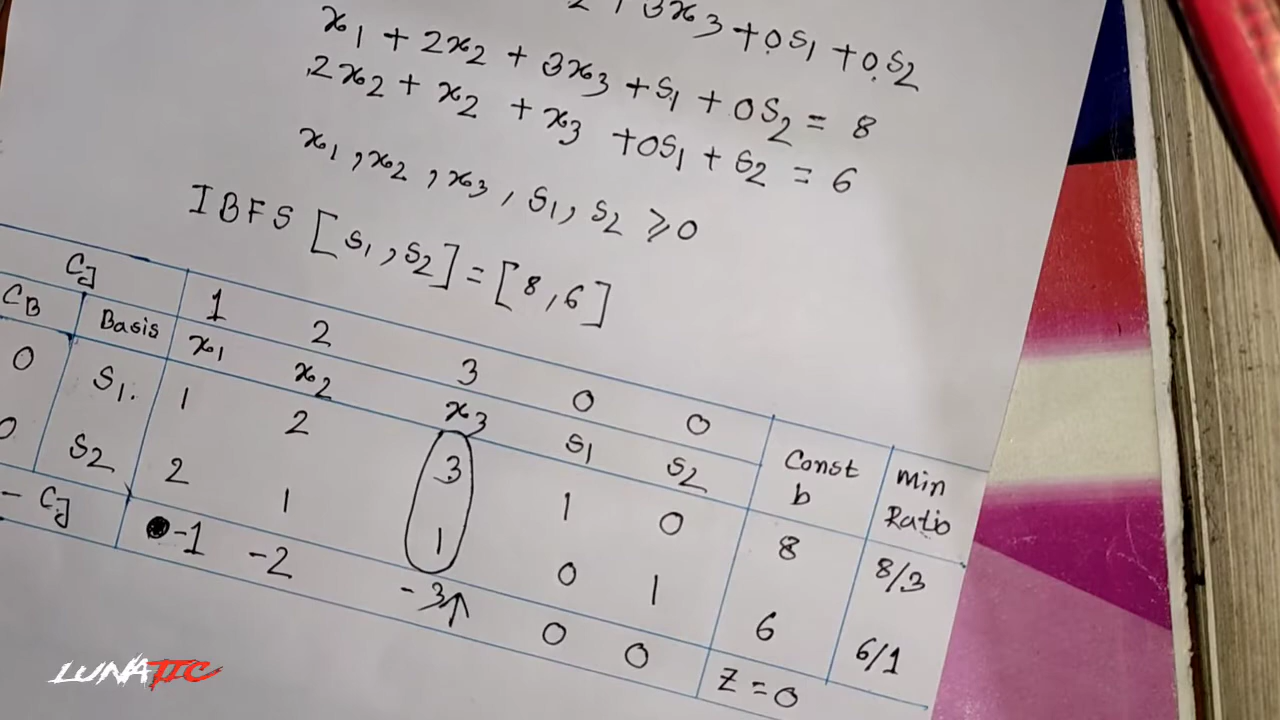 2 + 3x3 + 0s1 + 0s2
x1 + 2x2 + 3x3 + s1 + 0s2 = 8
2x2 + x2 + x3 + 0s1 + s2 = 6
x1, x2, x3, s1, s2 ≥ 0
IBFS [s1, s2] = [8, 6]
Cj 1 2 3 0 0
CB Basis x1 x2 x3 s1 s2 Const b Min Ratio
0 s1. 1 2 3 1 0 8 8/3
0 s2 2 1 1 0 1 6 6/1
- Cj -1 -2 -3↑ 0 0 Z = 0
LUNATIC